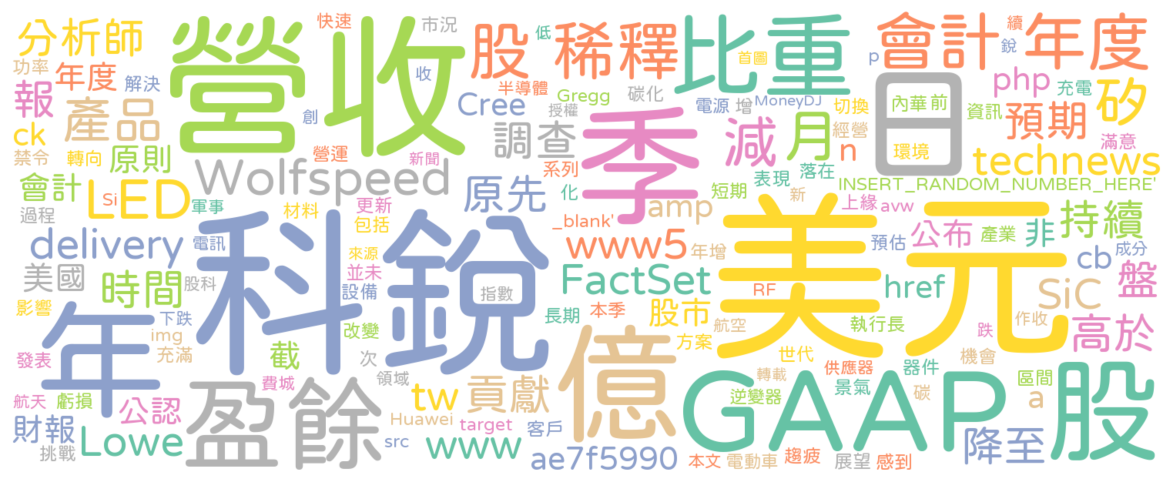 分析師
快速
市況
低
首圖
續
功率
年度
解決
營收
收
股
稀釋
比重
會計
年度
銳
p
報
半導體
碳化
php
充電
矽
ck
產品
創
Cree
Gregg
電源
增
MoneyDJ
切換
內華
前
資訊
預期
滿意
授權
禁令
轉向
原則
營運
新聞
調查
季
減
月
經營
n
日
環境
technews
系列
會計
LED
Si
軍事
Wolfspeed
原先
化
短期
表現
落在
INSERT_RANDOM_NUMBER_HERE'
過程
材料
更新
_blank'
amp
新
上緣
avw
持續
delivery
電訊
包括
科銳
www5
年增
美元
預估
公布
產業
非
cb
成分
來源
美國
時間
股科
並未
設備
指數
FactSet
股市
RF
href
SiC
盤
影響
年
下跌
img
充滿
截
改變
長期
本季
方案
航空
執行長
跌
作收
高於
發表
次
億
世代
供應器
器件
機會
費城
領域
盈餘
貢獻
轉載
逆變器
景氣
碳
區間
航天
虧損
公認
tw
GAAP
a
股
財報
Lowe
Huawei
target
客戶
挑戰
src
www
ae7f5990
本文
電動車
趨疲
展望
感到
降至